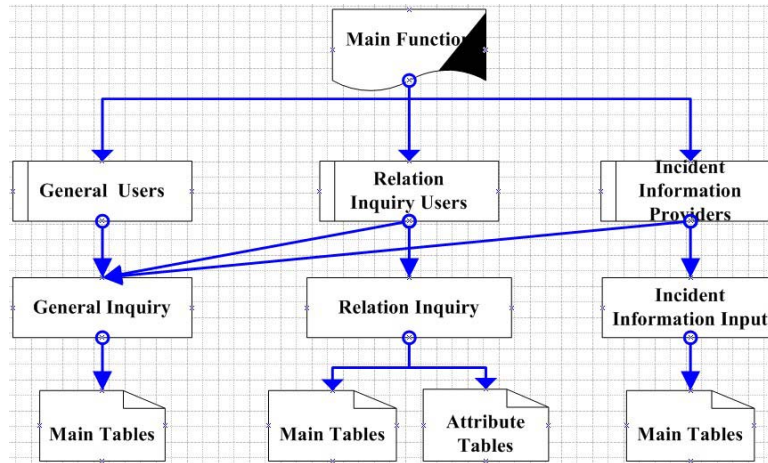 Main Function
General Users
Relation
Inquiry Users
Incident
Information
Providers
General Inquiry
Relation Inquiry
Incident
Information Input
Main Tables
Main Tables
Attribute
Tables
Main Tables